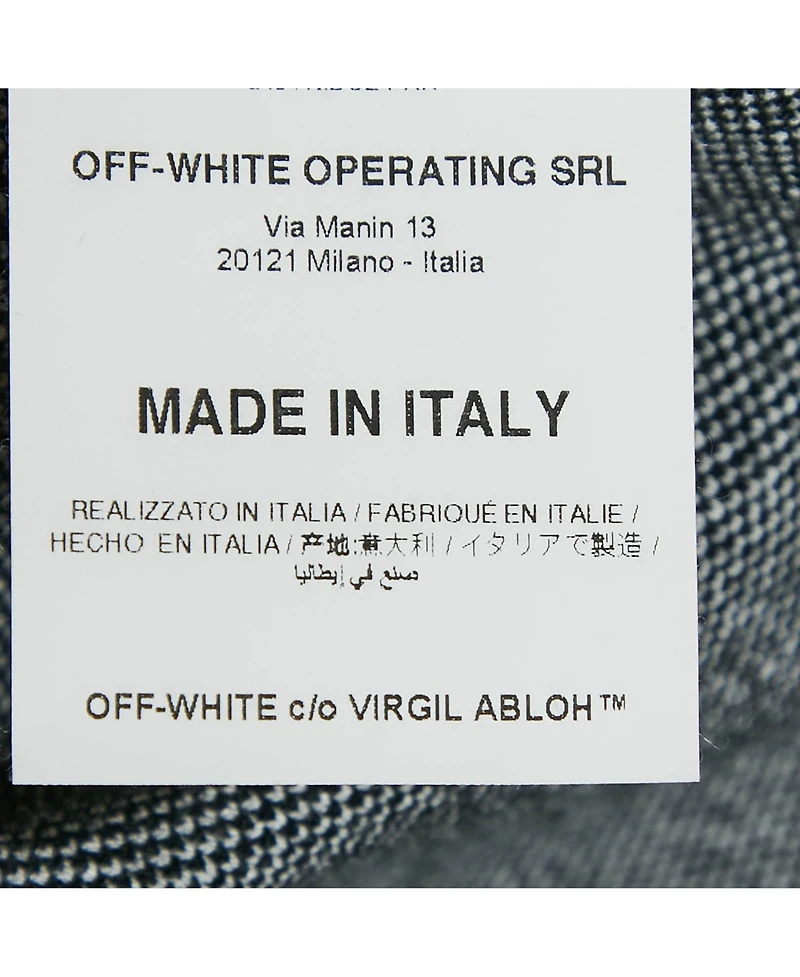 OFF-WHITE OPERATING SRL
Via Manin 13
20121 Milano - Italia
MADE IN ITALY
REALIZZATO IN ITALIA / FABRIQUÉ EN ITALIE /
HECHO EN ITALIA / 产地:意大利 / イタリアで製造 /
صنع في إيطاليا
OFF-WHITE c/o VIRGIL ABLOH™